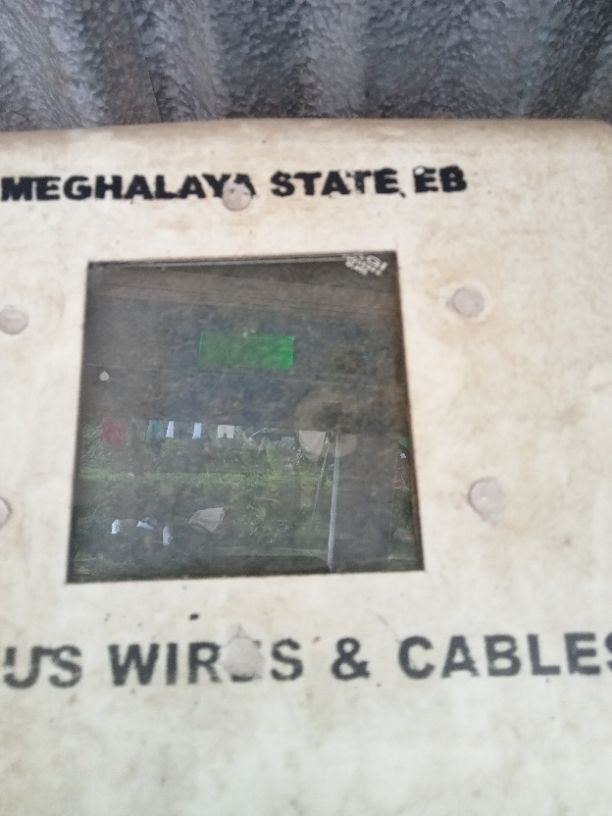 MEGHALAYA STATE EB
U'S WIRES & CABLES